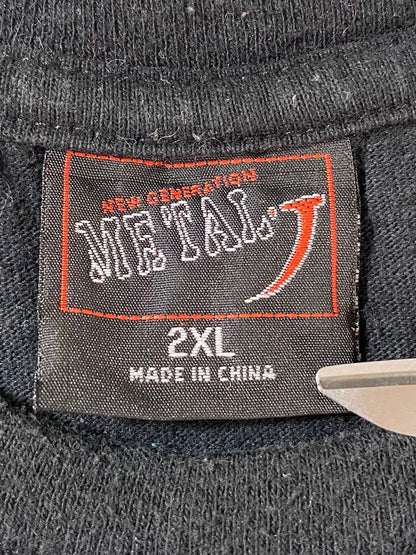 NEW GENERATION
METAL'J
2XL
MADE IN CHINA